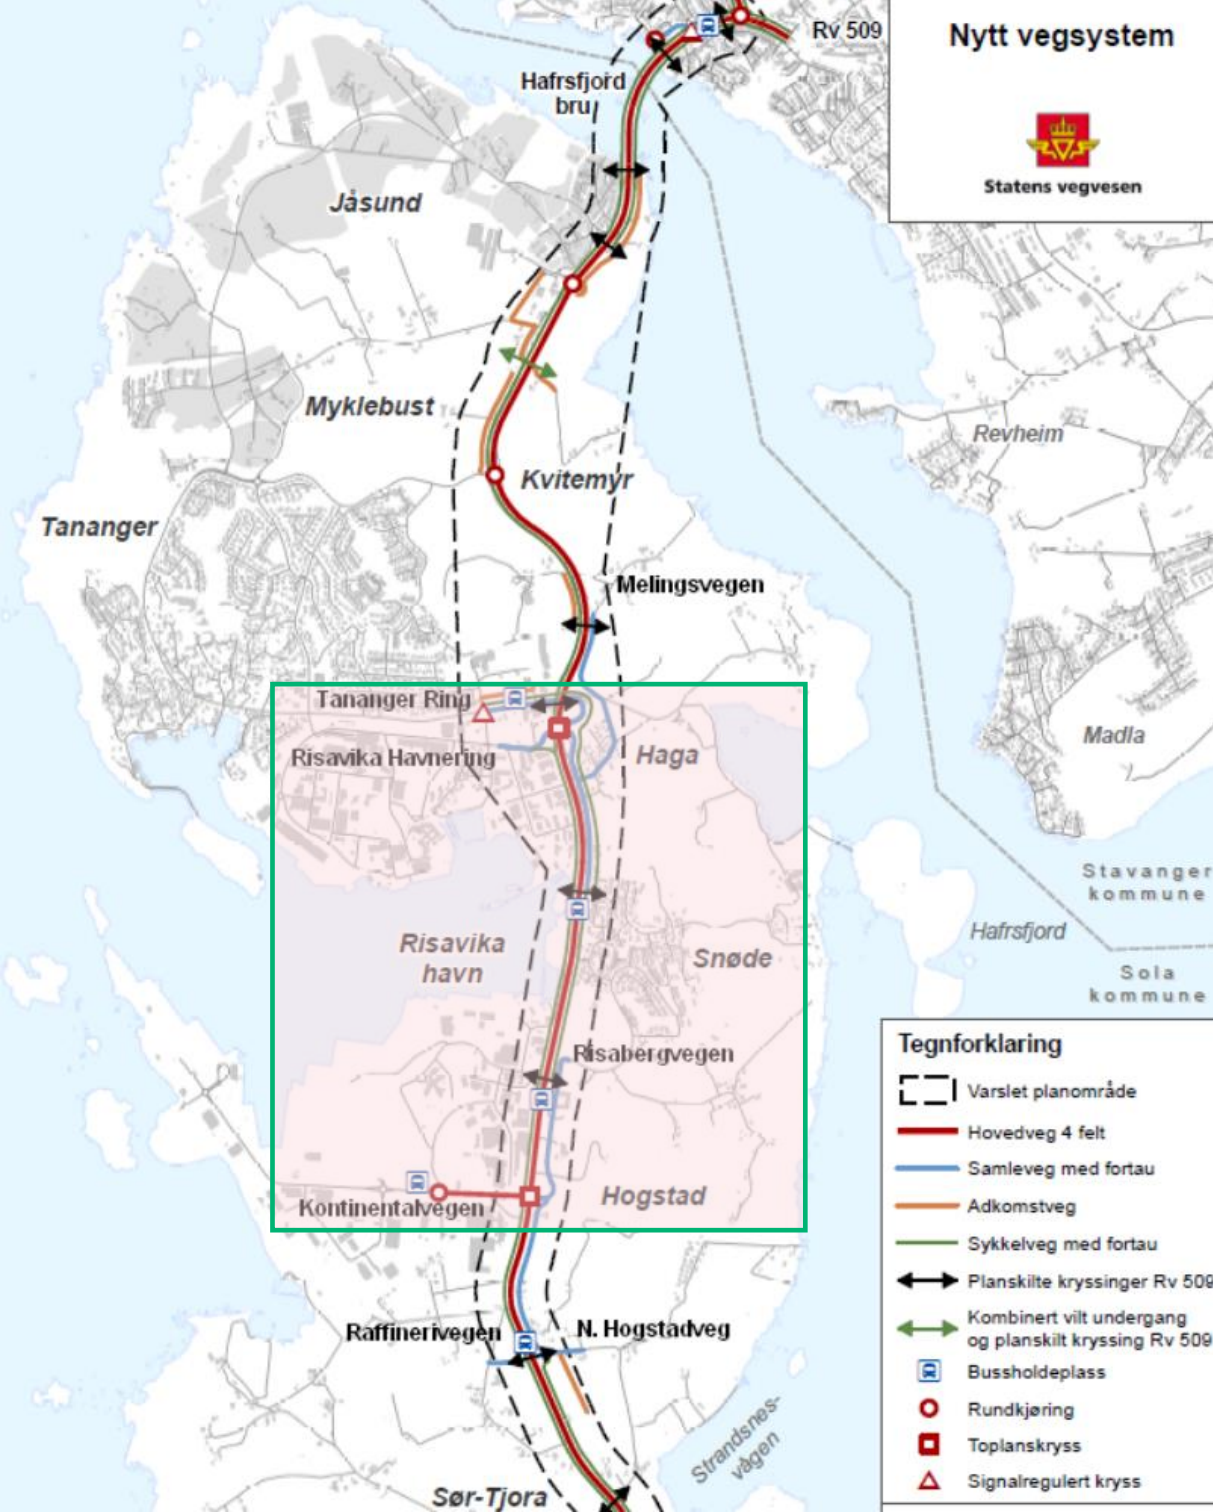 Rv 509
Nytt vegsystem
Statens vegvesen
Hafrsfjord
bru
Jåsund
Myklebust
Revheim
Kvitemyr
Tananger
Melingsvegen
Tananger Ring
Risavika Havnering
Haga
Madla
Stavanger
kommune
Hafrsfjord
Sola
kommune
Risavika
havn
Snøde
Risabergvegen
Kontinentalvegen
Hogstad
Raffinerivegen
N. Hogstadveg
Strandsnes-
vågen
Sør-Tjora
Tegnforklaring
Varslet planområde
Hovedveg 4 felt
Samleveg med fortau
Adkomstveg
Sykkelveg med fortau
Planskilte kryssinger Rv 509
Kombinert vilt undergang
og planskilt kryssing Rv 509
Bussholdeplass
Rundkjøring
Toplanskryss
Signalregulert kryss